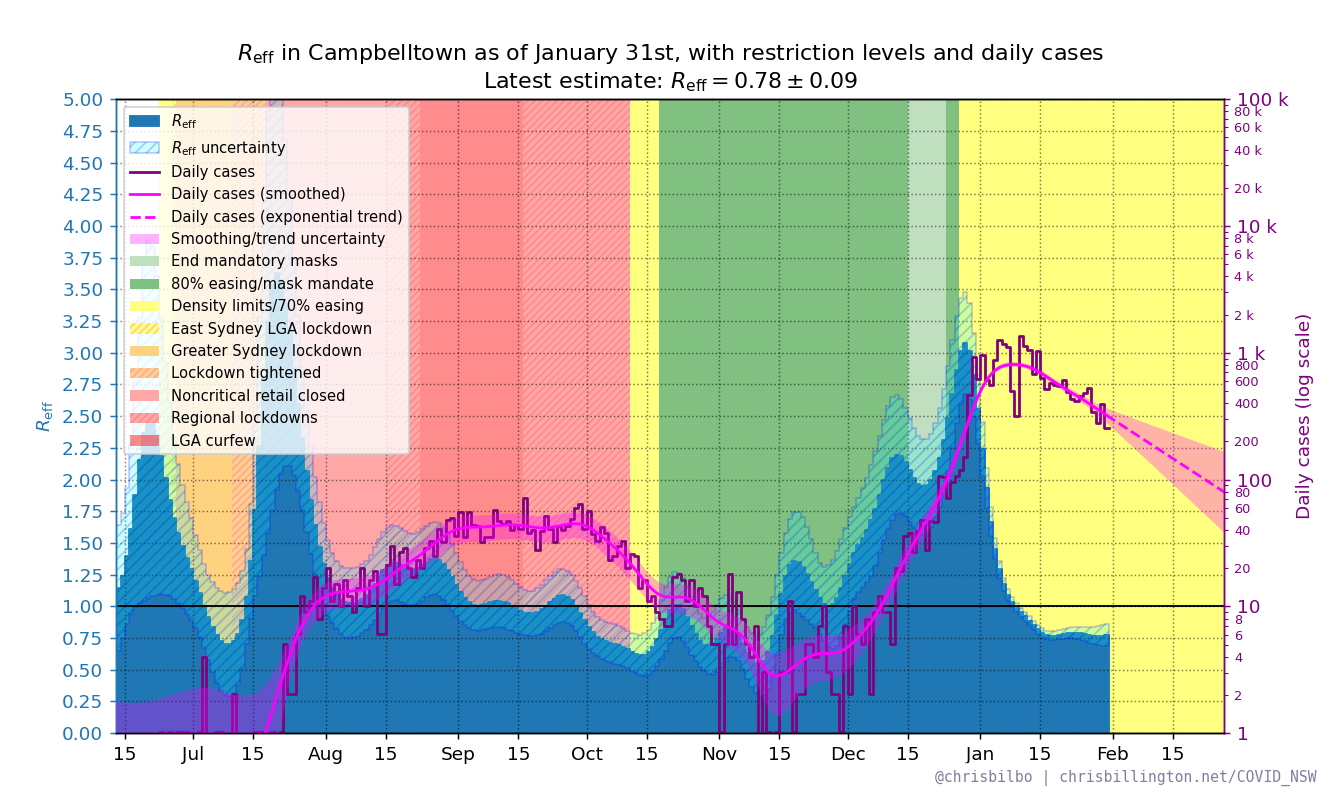 Reff in Campbelltown as of January 31st, with restriction levels and daily cases
Latest estimate: Reff = 0.78 ± 0.09
5.00
4.75
4.50
4.25
4.00
3.75
3.50
3.25
3.00
2.75
2.50
2.25
2.00
1.75
1.50
1.25
1.00
0.75
0.50
0.25
0.00
Reff
Reff
Reff uncertainty
Daily cases
Daily cases (smoothed)
Daily cases (exponential trend)
Smoothing/trend uncertainty
End mandatory masks
80% easing/mask mandate
Density limits/70% easing
East Sydney LGA lockdown
Greater Sydney lockdown
Lockdown tightened
Noncritical retail closed
Regional lockdowns
LGA curfew
100 k
80 k
60 k
40 k
20 k
10 k
8 k
6 k
4 k
2 k
1 k
800
600
400
200
100
80
60
40
20
10
8
6
4
2
1
Daily cases (log scale)
15 Jul 15 Aug 15 Sep 15 Oct 15 Nov 15 Dec 15 Jan 15 Feb 15
@chrisbilbo | chrisbillington.net/COVID_NSW